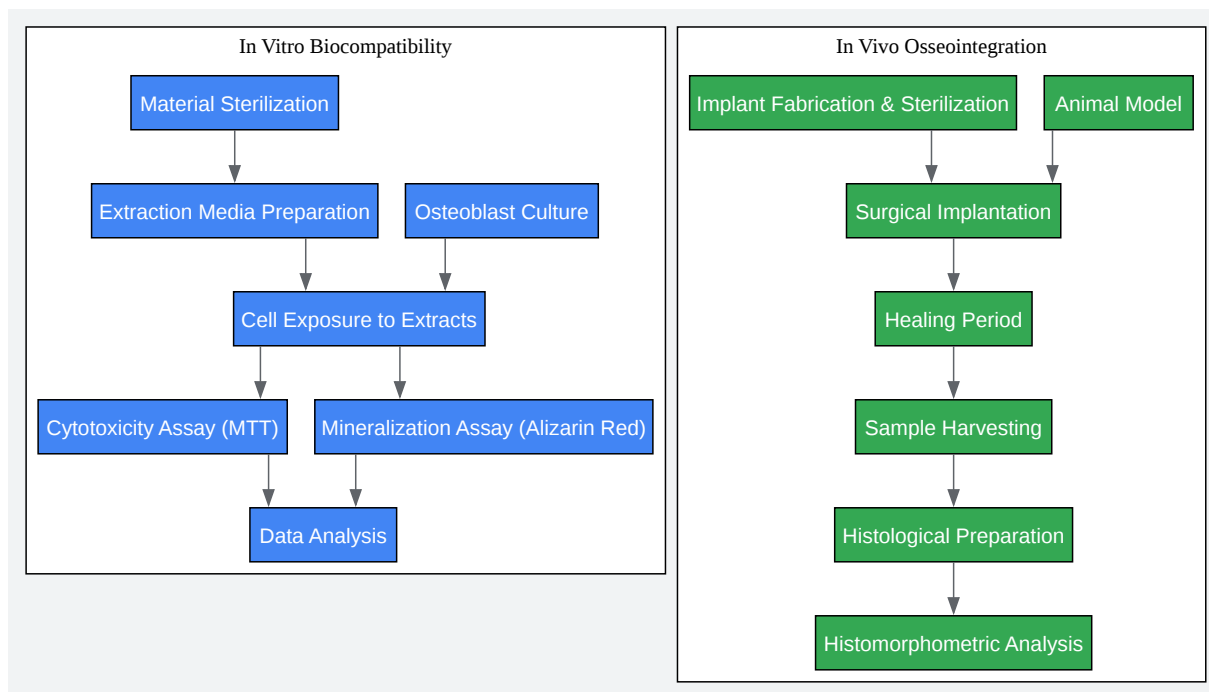 In Vitro Biocompatibility
Material Sterilization
Extraction Media Preparation
Osteoblast Culture
Cell Exposure to Extracts
Cytotoxicity Assay (MTT)
Mineralization Assay (Alizarin Red)
Data Analysis
In Vivo Osseointegration
Implant Fabrication & Sterilization
Animal Model
Surgical Implantation
Healing Period
Sample Harvesting
Histological Preparation
Histomorphometric Analysis